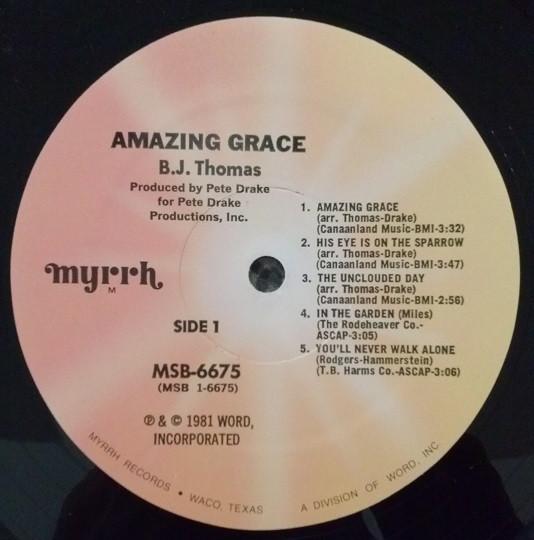 AMAZING GRACE
B.J. Thomas
Produced by Pete Drake
for Pete Drake
Productions, Inc.
1. AMAZING GRACE
(arr. Thomas-Drake)
(Canaanland Music-BMI-3:32)
2. HIS EYE IS ON THE SPARROW
(arr. Thomas-Drake)
(Canaanland Music-BMI-3:47)
3. THE UNCLOUDED DAY
(arr. Thomas-Drake)
(Canaanland Music-BMI-2:56)
4. IN THE GARDEN (Miles)
(The Rodeheaver Co.-
ASCAP-3:05)
5. YOU'LL NEVER WALK ALONE
(Rodgers-Hammerstein)
(T.B. Harms Co.-ASCAP-3:06)
myrrh
M
SIDE 1
MSB-6675
(MSB 1-6675)
℗ & © 1981 WORD,
INCORPORATED
MYRRH RECORDS • WACO, TEXAS A DIVISION OF WORD, INC.